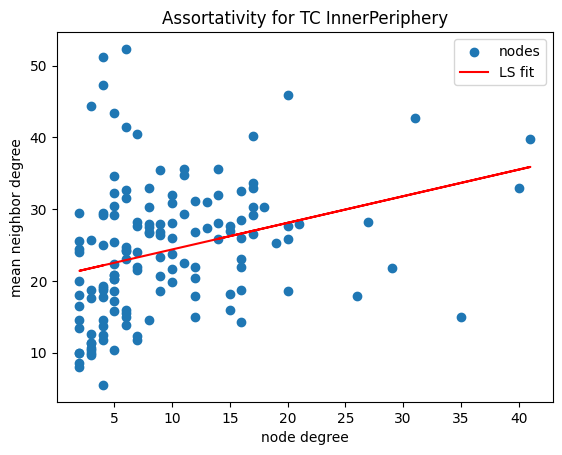 Assortativity for TC InnerPeriphery
nodes
LS fit
mean neighbor degree
50
40
30
20
10
5
10
15
20
25
30
35
40
node degree